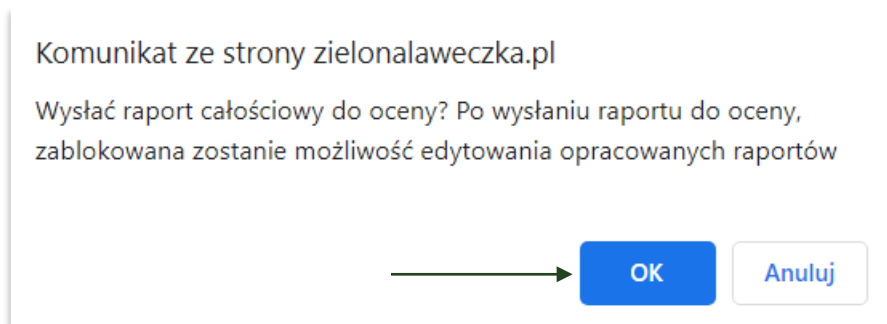 Komunikat ze strony zielonalaweczka.pl
Wysłać raport całościowy do oceny? Po wysłaniu raportu do oceny,
zablokowana zostanie możliwość edytowania opracowanych raportów
OK Anuluj